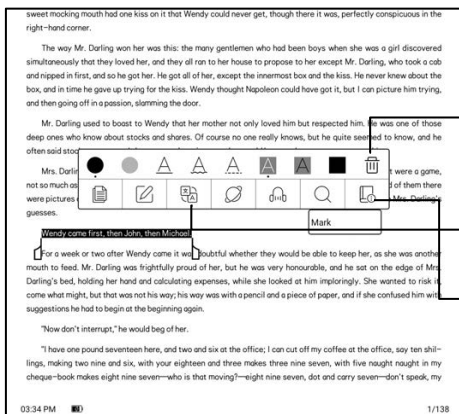 sweet mocking mouth had one kiss on it that Wendy could never get, though there it was, perfectly conspicuous in the
right-hand corner.
The way Mr. Darling won her was this: the many gentlemen who had been boys when she was a girl discovered
simultaneously that they loved her, and they all ran to her house to propose to her except Mr. Darling, who took a cab
and nipped in first, and so he got her. He got all of her, except the innermost box and the kiss. He never knew about the
box, and in time he gave up trying for the kiss. Wendy thought Napoleon could have got it, but I can picture him trying,
and then going off in a passion, slamming the door.
Mr. Darling used to boast to Wendy that her mother not only loved him but respected him. He was one of those
deep ones who know about stocks and shares. Of course no one really knows, but he quite seemed to know, and he
often said
A A A A A
Mrs. were a game,
not so much as of them there
were pictures Mrs. Darling's
guesses.
Mark
Wendy came first, then John, then Michael.
For a week or two after Wendy came it was doubtful whether they would be able to keep her, as she was another
mouth to feed. Mr. Darling was frightfully proud of her, but he was very honourable, and he sat on the edge of Mrs.
Darling's bed, holding her hand and calculating expenses, while she looked at him imploringly. She wanted to risk it,
come what might, but that was not his way; his way was with a pencil and a piece of paper, and if she confused him with
suggestions he had to begin at the beginning again.
"Now don't interrupt," he would beg of her.
"I have one pound seventeen here, and two and six at the office; I can cut off my coffee at the office, say ten shil-
lings, making two nine and six, with your eighteen and three makes three nine seven, with five naught naught in my
cheque-book makes eight nine seven—who is that moving?—eight nine seven, dot and carry seven—don't speak, my
03:34 PM 1/138